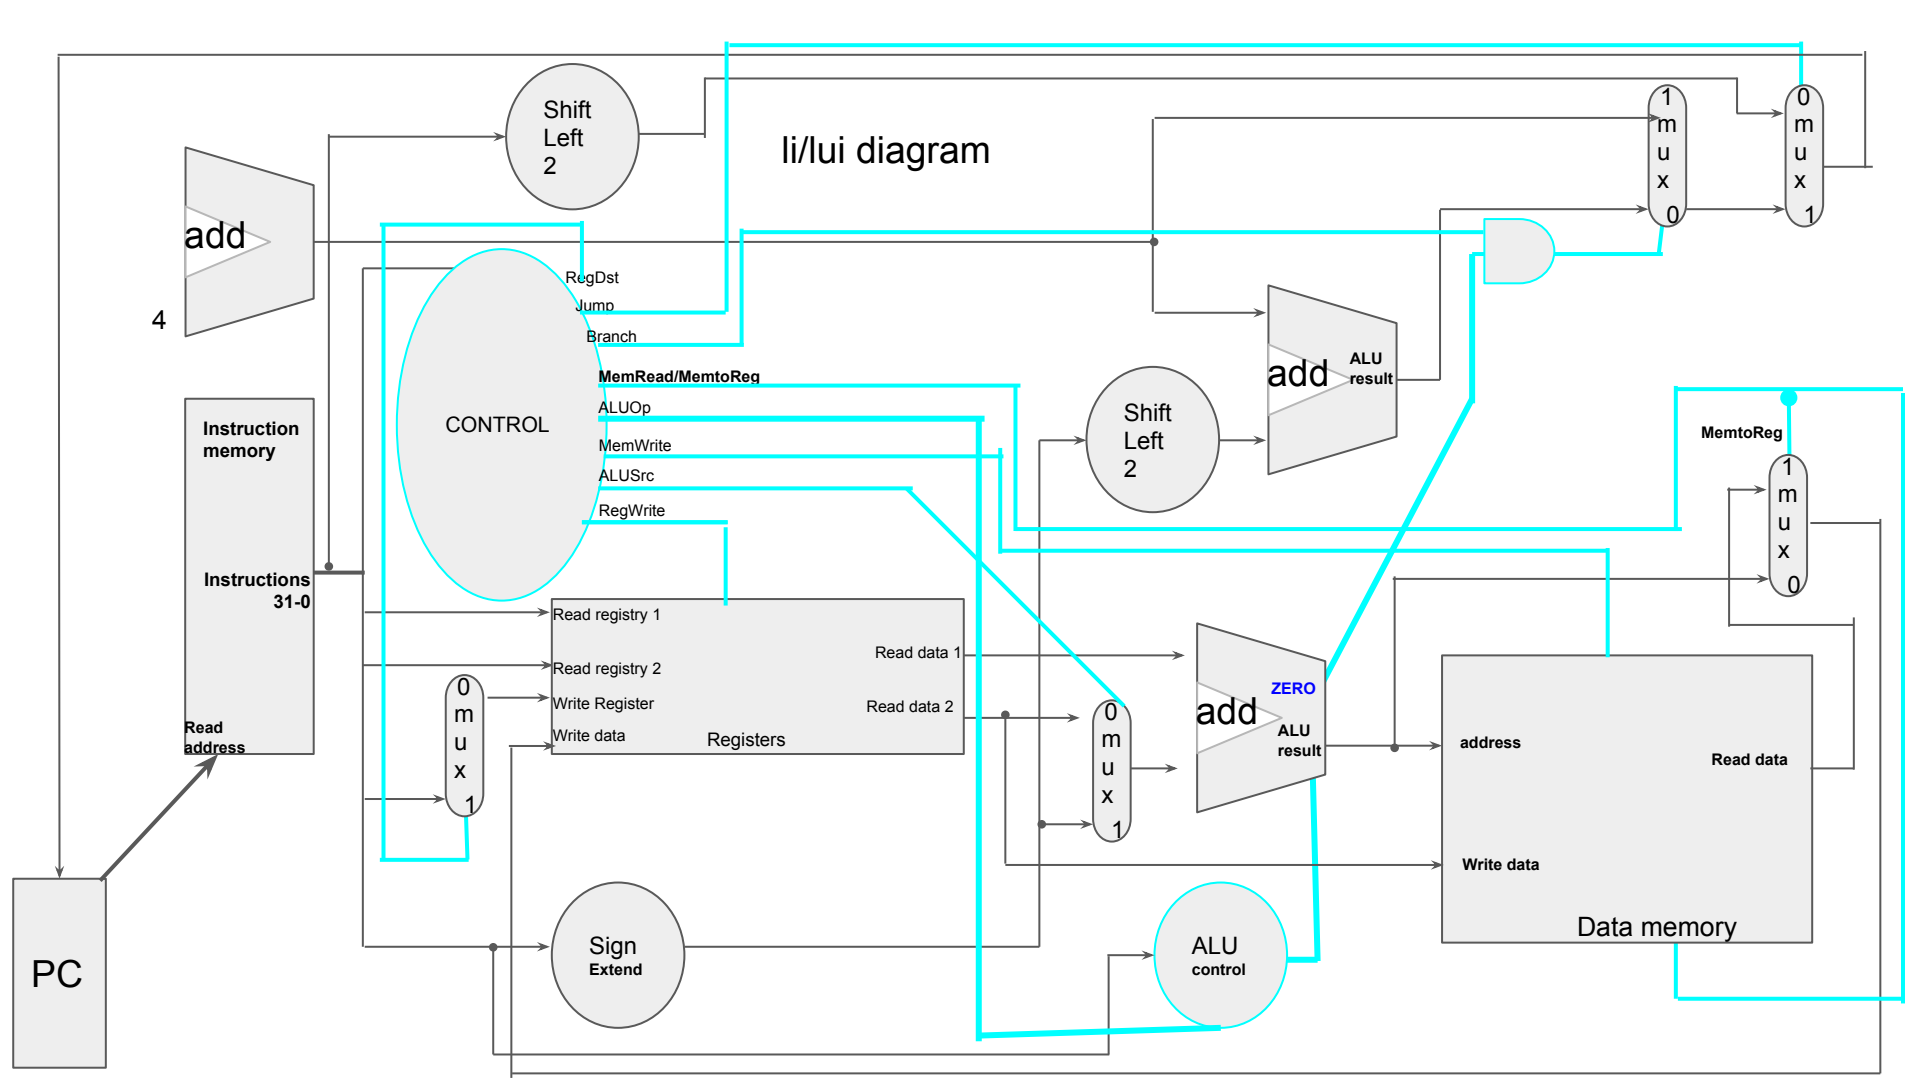 Shift
Left
2
li/lui diagram
1
m
u
x
0
0
m
u
x
1
add
4
RegDst
Jump
Branch
MemRead/MemtoReg
ALUOp
MemWrite
ALUSrc
RegWrite
CONTROL
add
ALU
result
Shift
Left
2
MemtoReg
1
m
u
x
0
Instruction
memory
Instructions
31-0
Read
address
Read registry 1
Read registry 2
Write Register
Write data
Registers
Read data 1
Read data 2
0
m
u
x
1
0
m
u
x
1
ZERO
add
ALU
result
address
Read data
Write data
Data memory
PC
Sign
Extend
ALU
control